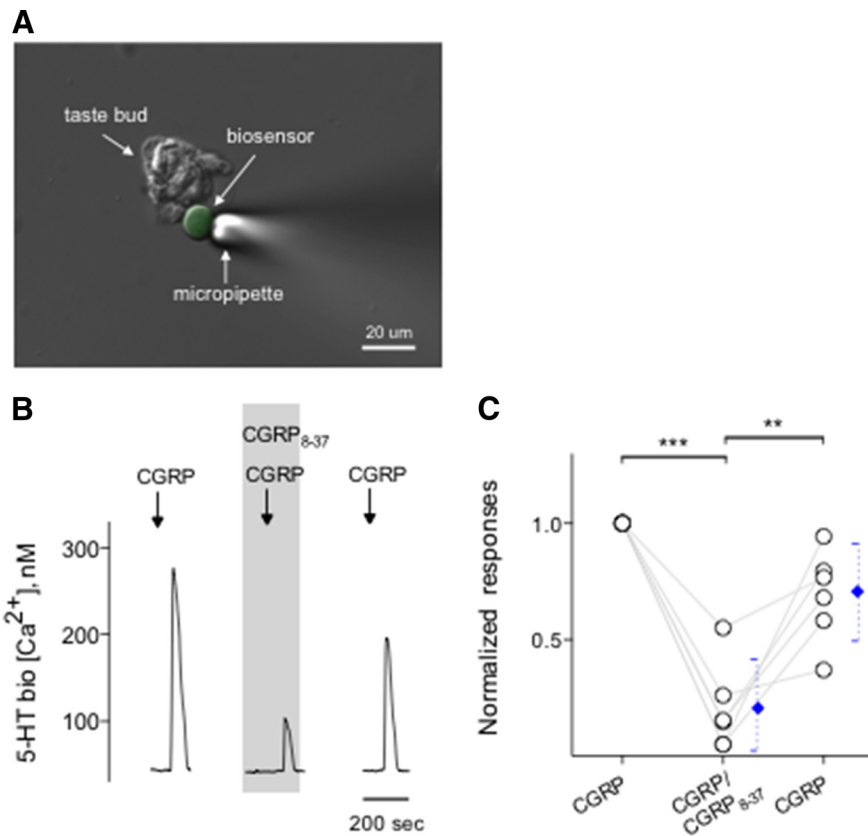 A
taste bud
biosensor
micropipette
20 um
B
CGRP8-37
CGRP CGRP CGRP
5-HT bio [Ca2+], nM
300
200
100
200 sec
C
*** **
Normalized responses
1.0
0.5
CGRP
CGRP/
CGRP8-37
CGRP